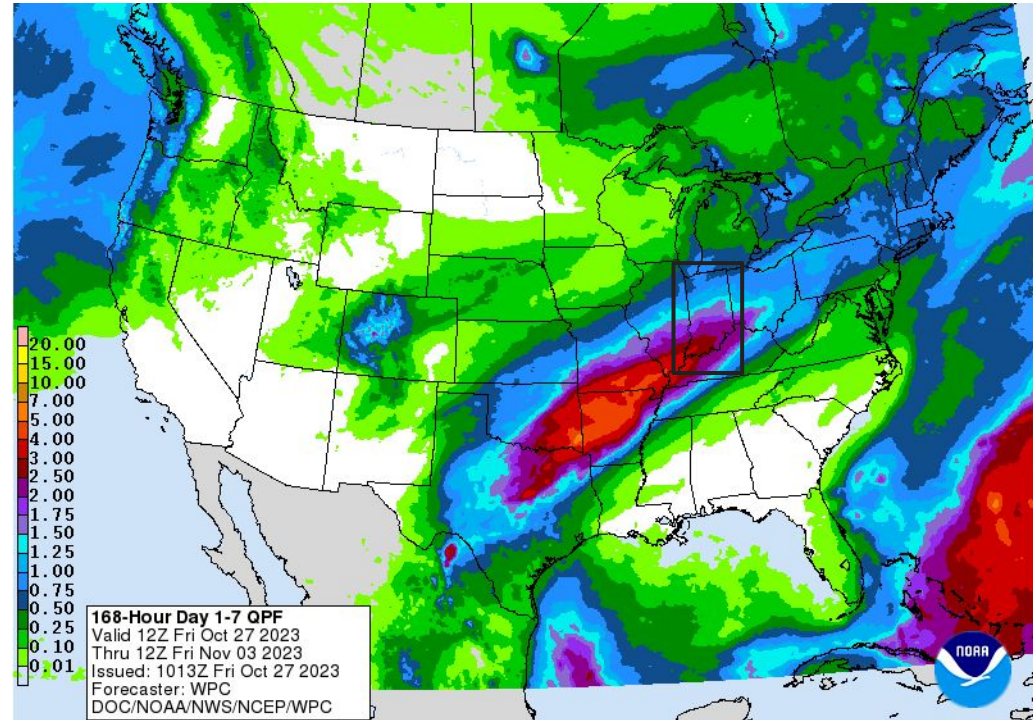 20.00
15.00
10.00
7.00
5.00
4.00
3.00
2.50
2.00
1.75
1.50
1.25
1.00
0.75
0.50
0.25
0.10
0.01
168-Hour Day 1-7 QPF
Valid 12Z Fri Oct 27 2023
Thru 12Z Fri Nov 03 2023
Issued: 1013Z Fri Oct 27 2023
Forecaster: WPC
DOC/NOAA/NWS/NCEP/WPC
NOAA